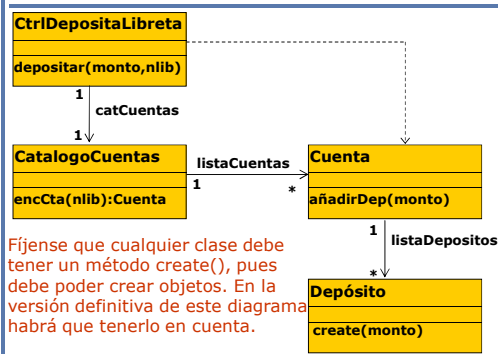 CtrlDepositaLibreta
depositar(monto,nlib)
1
catCuentas
1
CatalogoCuentas
encCta(nlib):Cuenta
listaCuentas
1
*
Cuenta
añadirDep(monto)
1
listaDepositos
*
Depósito
create(monto)
Fíjense que cualquier clase debe
tener un método create(), pues
debe poder crear objetos. En la
versión definitiva de este diagrama
habrá que tenerlo en cuenta.